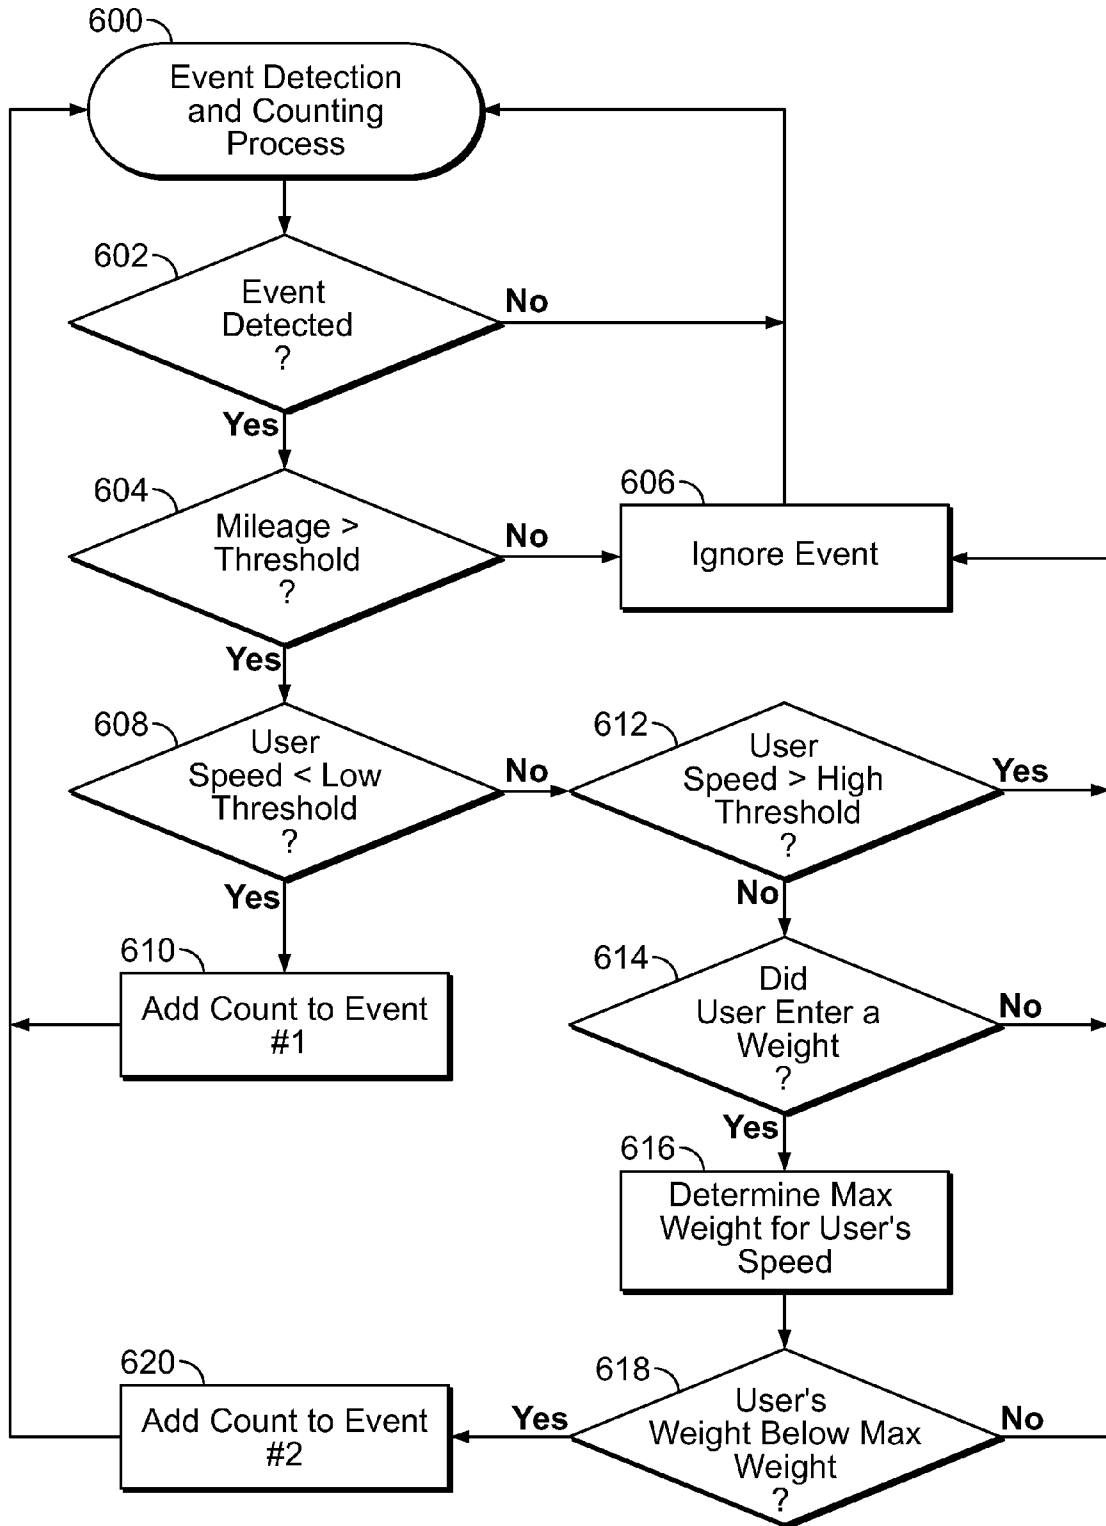 600
Event Detection
and Counting
Process
602
Event
Detected
?
No
Yes
604
Mileage >
Threshold
?
No
Yes
606
Ignore Event
608
User
Speed < Low
Threshold
?
No
Yes
612
User
Speed > High
Threshold
?
Yes
No
610
Add Count to Event
#1
614
Did
User Enter a
Weight
?
No
Yes
616
Determine Max
Weight for User's
Speed
618
User's
Weight Below Max
Weight
?
Yes
No
620
Add Count to Event
#2